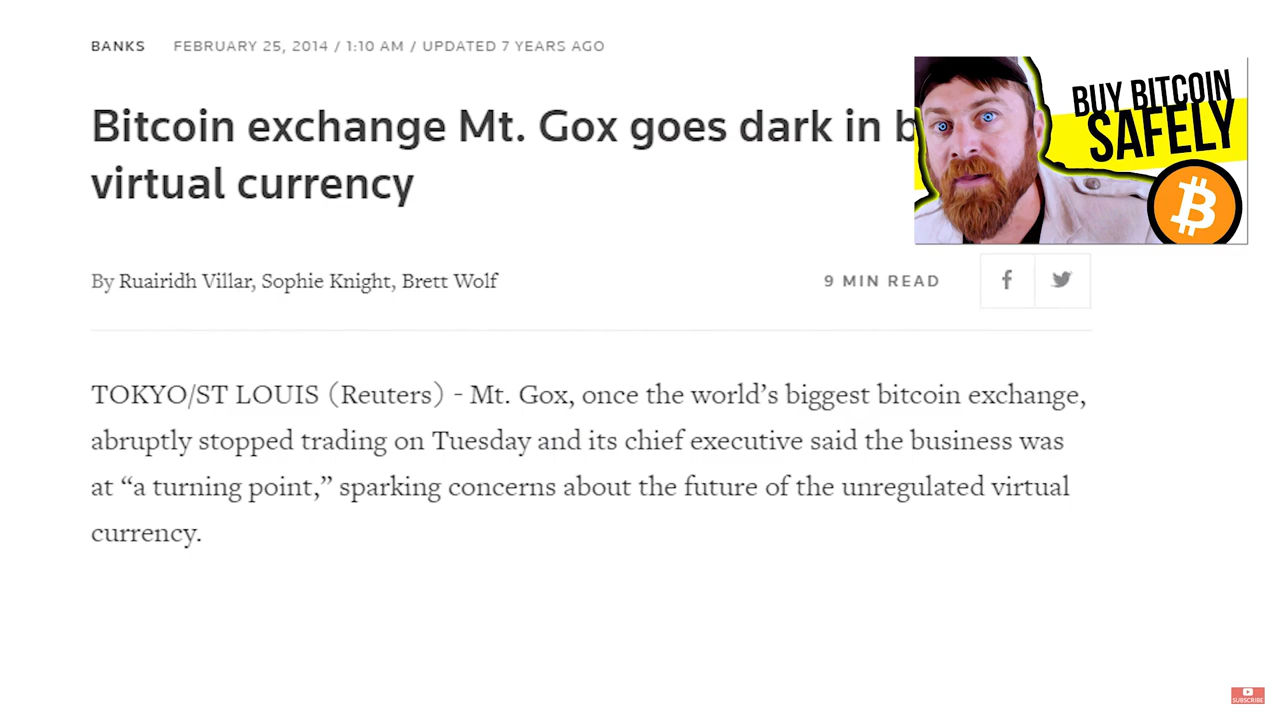 BANKS FEBRUARY 25, 2014 / 1:10 AM / UPDATED 7 YEARS AGO
Bitcoin exchange Mt. Gox goes dark in b
virtual currency
BUY BITCOIN
SAFELY
By Ruairidh Villar, Sophie Knight, Brett Wolf 9 MIN READ
TOKYO/ST LOUIS (Reuters) - Mt. Gox, once the world’s biggest bitcoin exchange,
abruptly stopped trading on Tuesday and its chief executive said the business was
at “a turning point,” sparking concerns about the future of the unregulated virtual
currency.
SUBSCRIBE